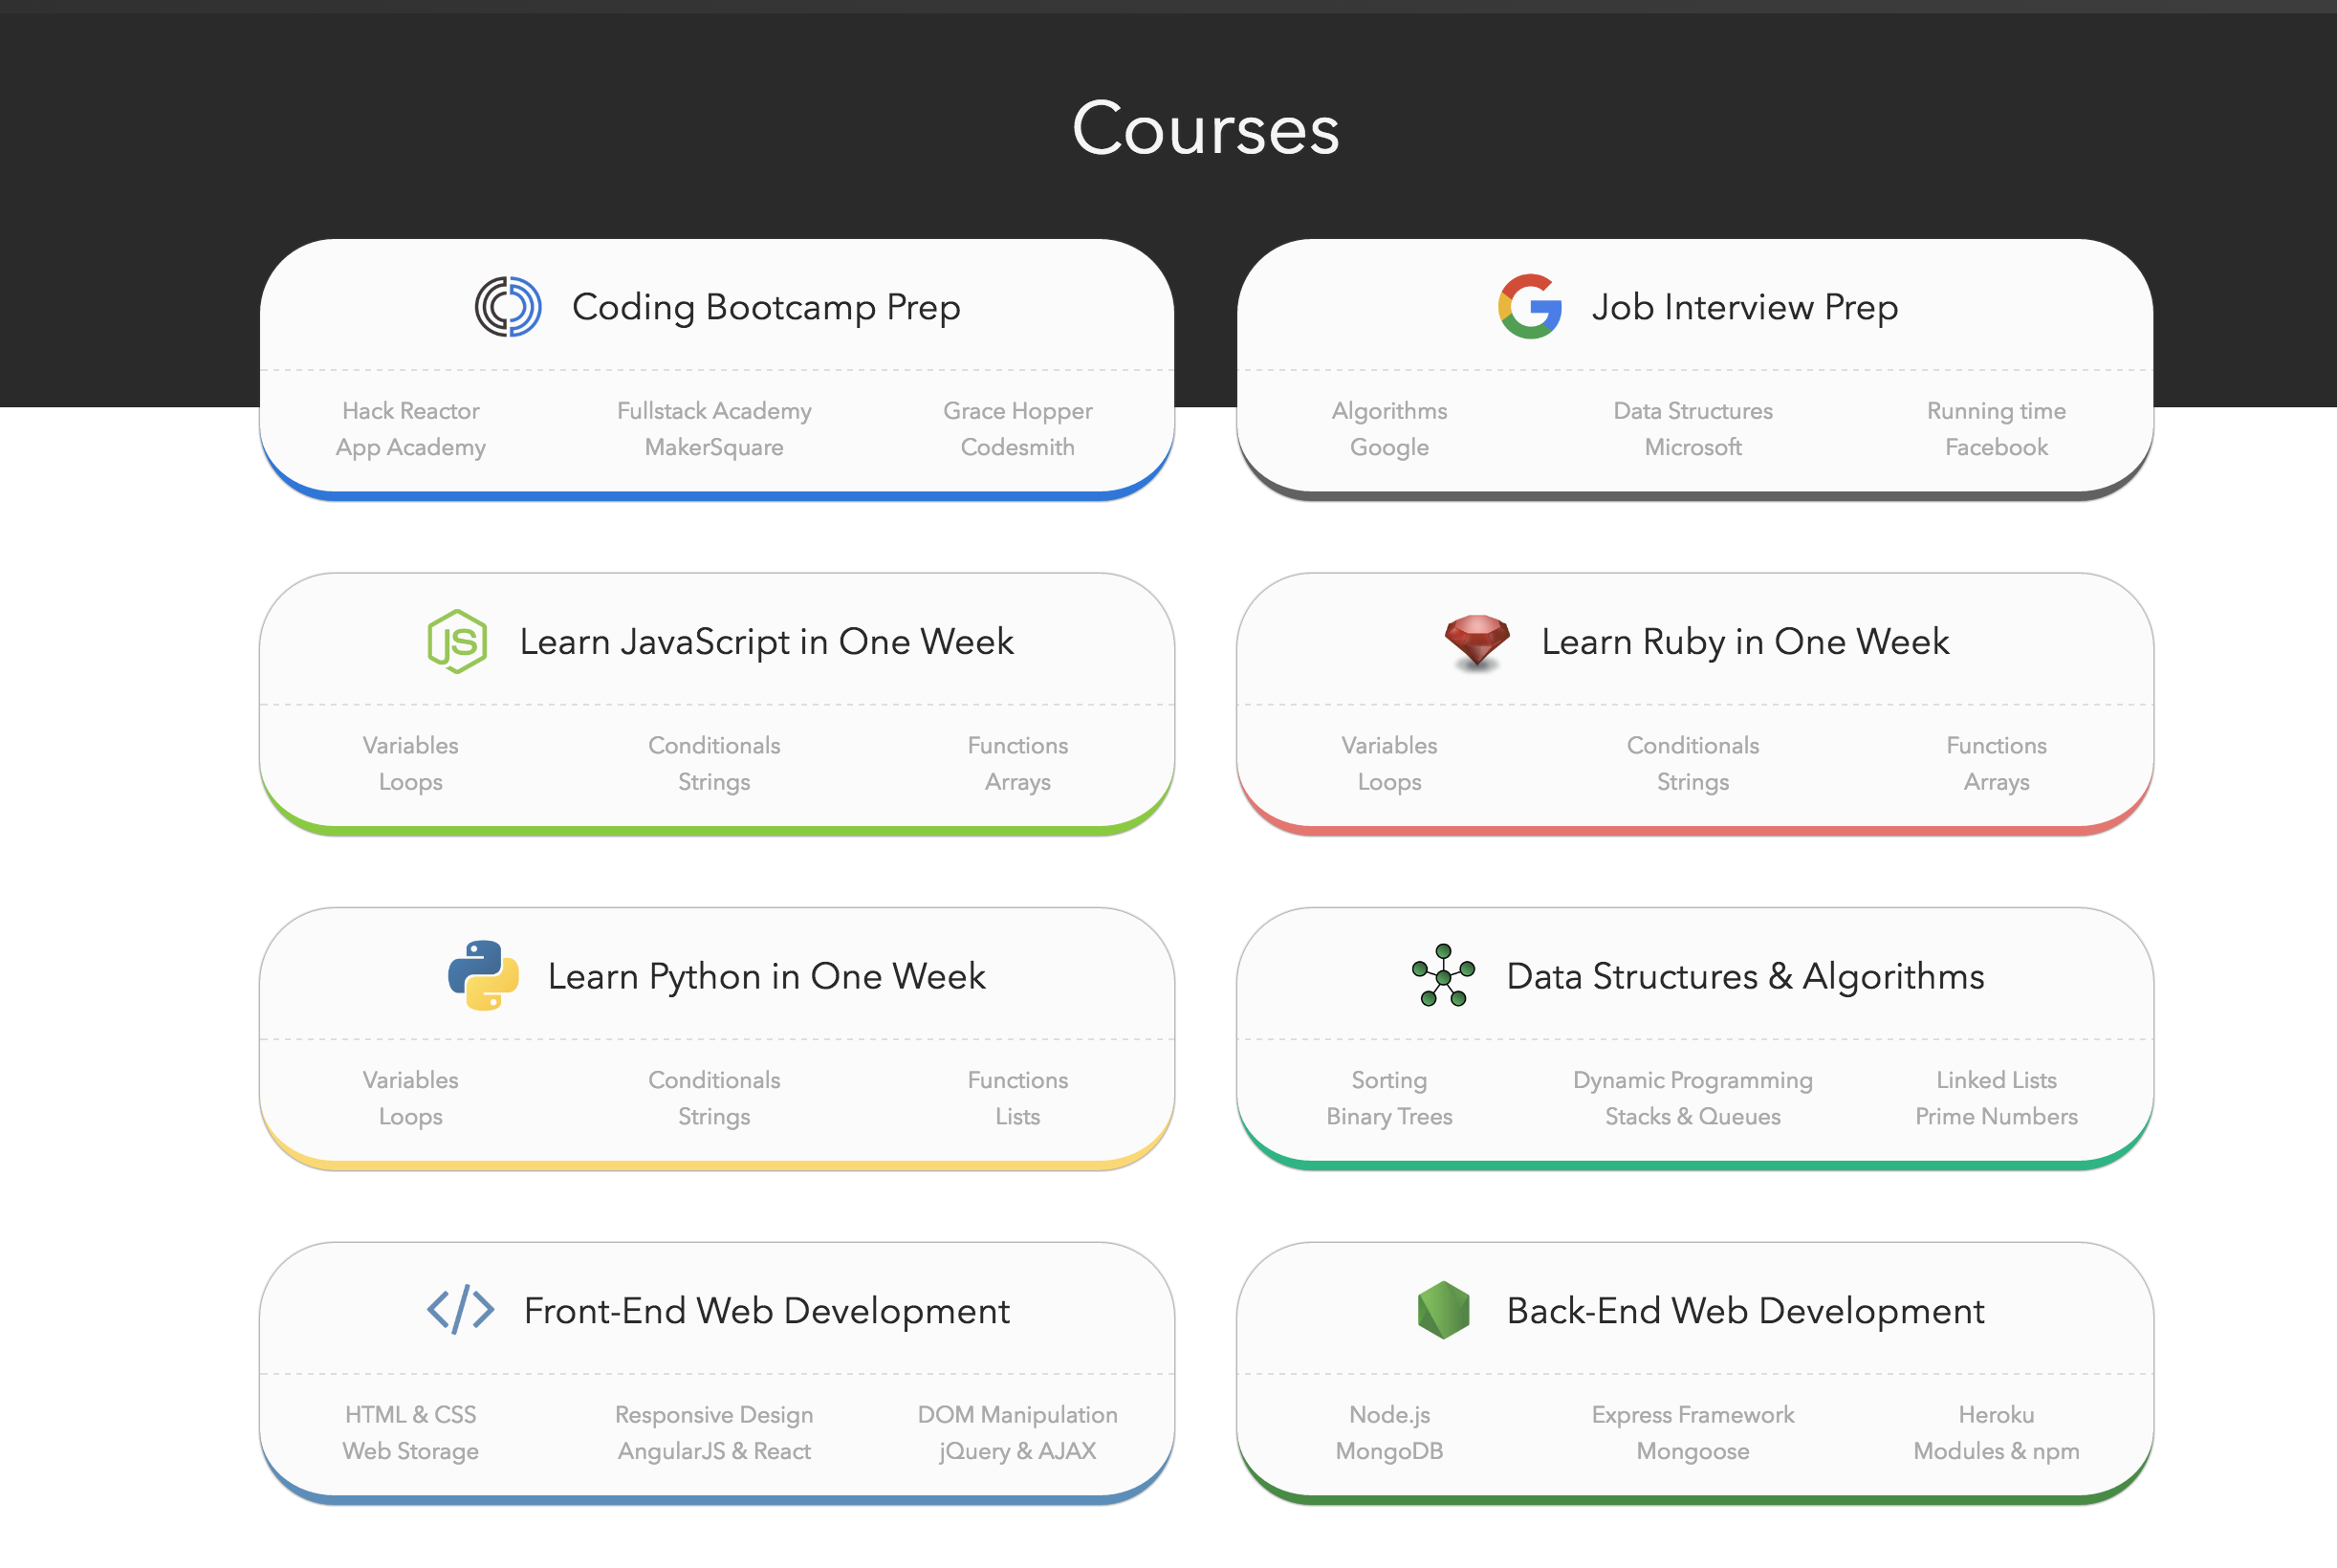 Courses
Coding Bootcamp Prep
Hack Reactor Fullstack Academy Grace Hopper
App Academy MakerSquare Codesmith
Job Interview Prep
Algorithms Data Structures Running time
Google Microsoft Facebook
JS
Learn JavaScript in One Week
Variables Conditionals Functions
Loops Strings Arrays
Learn Ruby in One Week
Variables Conditionals Functions
Loops Strings Arrays
Learn Python in One Week
Variables Conditionals Functions
Loops Strings Lists
Data Structures & Algorithms
Sorting Dynamic Programming Linked Lists
Binary Trees Stacks & Queues Prime Numbers
</> Front-End Web Development
HTML & CSS Responsive Design DOM Manipulation
Web Storage AngularJS & React jQuery & AJAX
Back-End Web Development
Node.js Express Framework Heroku
MongoDB Mongoose Modules & npm